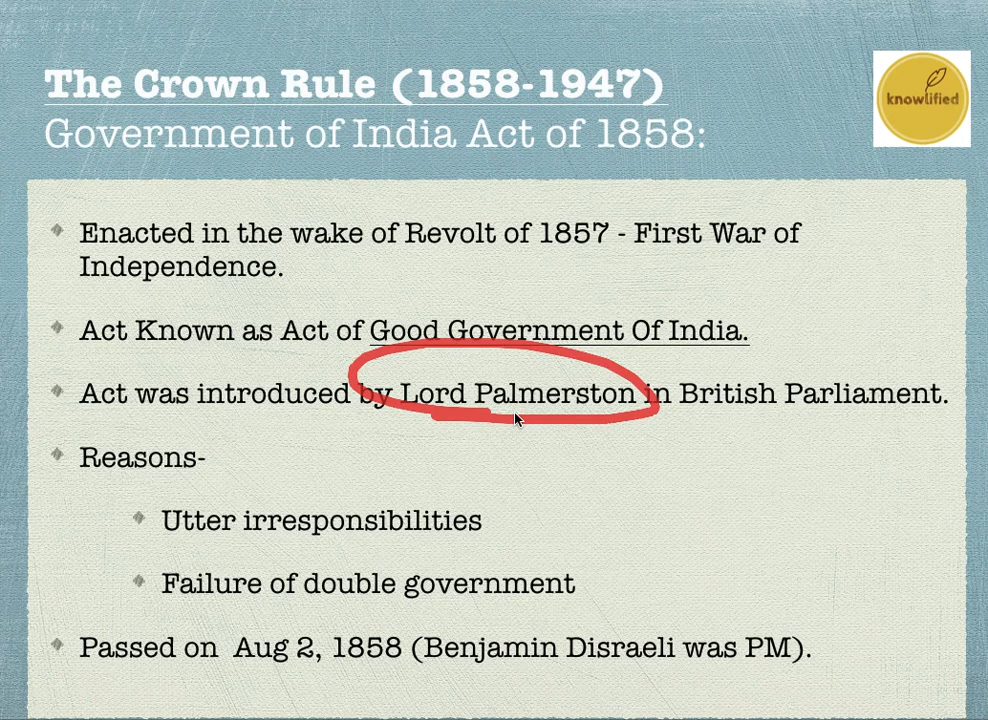 The Crown Rule (1858-1947)
Government of India Act of 1858:
knowlified
Enacted in the wake of Revolt of 1857 - First War of
Independence.
Act Known as Act of Good Government Of India.
Act was introduced by Lord Palmerston in British Parliament.
Reasons-
Utter irresponsibilities
Failure of double government
Passed on Aug 2, 1858 (Benjamin Disraeli was PM).